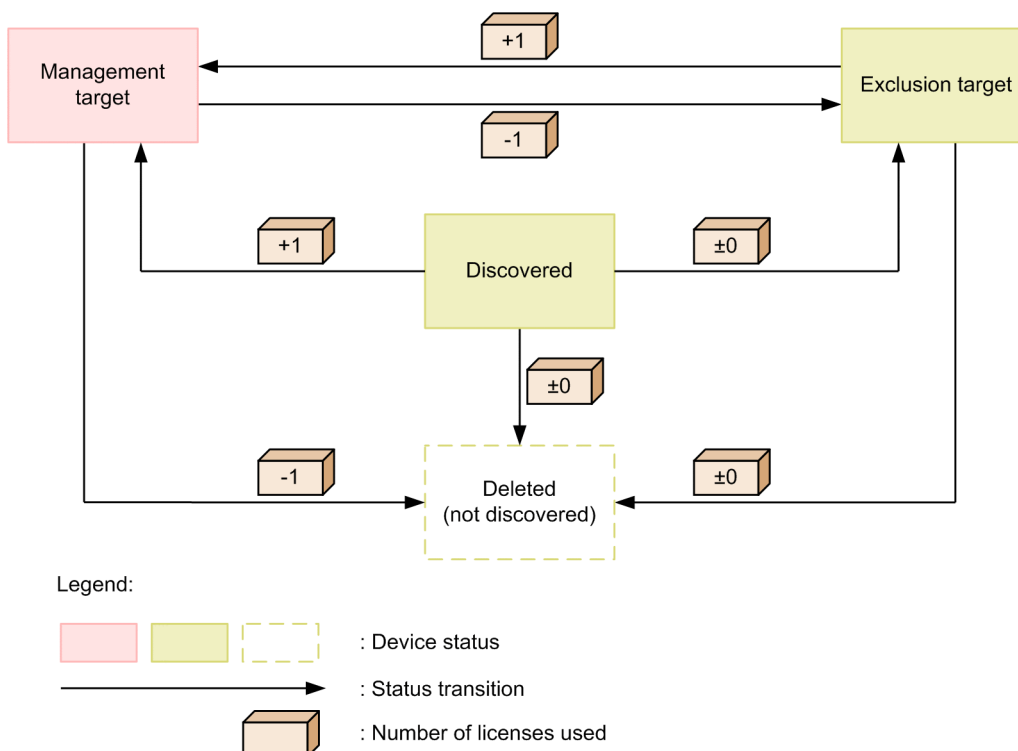 +1
Management
target
Exclusion target
-1
+1
Discovered
±0
±0
-1
Deleted
(not discovered)
±0
Legend:
: Device status
: Status transition
: Number of licenses used